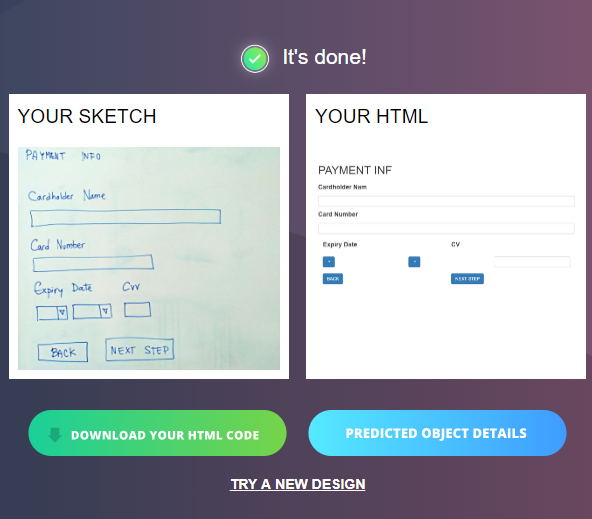 It's done!
YOUR SKETCH
PAYMENT INFO
Cardholder Name
Card Number
Expiry Date CVV
BACK NEXT STEP
YOUR HTML
PAYMENT INF
Cardholder Nam
Card Number
Expiry Date CV
BACK NEXT STEP
DOWNLOAD YOUR HTML CODE
PREDICTED OBJECT DETAILS
TRY A NEW DESIGN